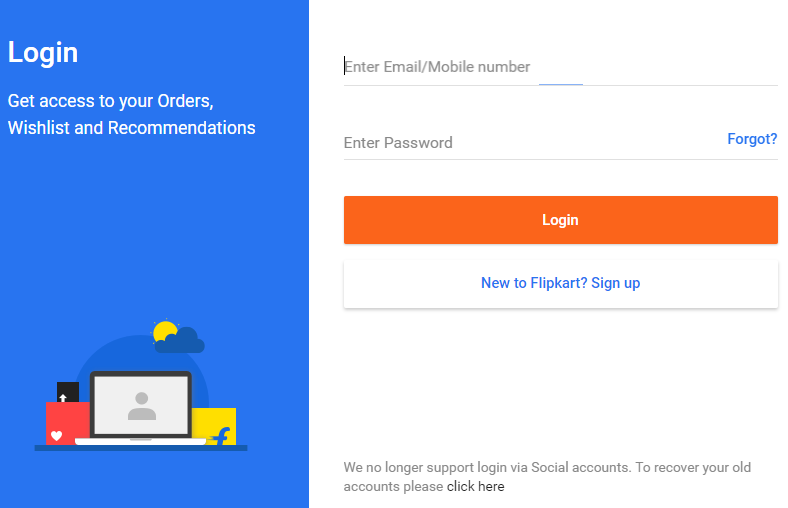 Login
Get access to your Orders,
Wishlist and Recommendations
Enter Email/Mobile number
Enter Password
Forgot?
Login
New to Flipkart? Sign up
We no longer support login via Social accounts. To recover your old
accounts please click here
f